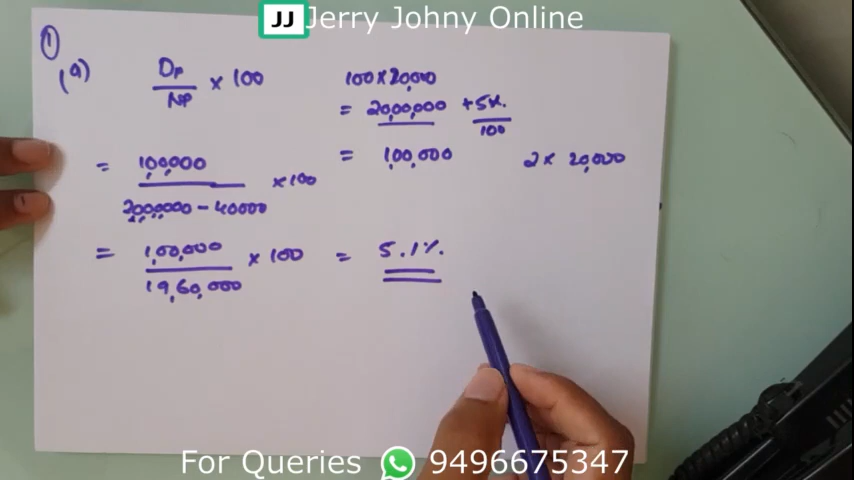 JJ Jerry Johny Online
①
(a) Dp/NP × 100
100 × 20,000
= 20,00,000 + 5%./100
= 1,00,000
2 × 20,000
= 1,00,000/20,00,000 - 40000 × 100
= 1,00,000/19,60,000 × 100 = 5.1%.
For Queries 9496675347